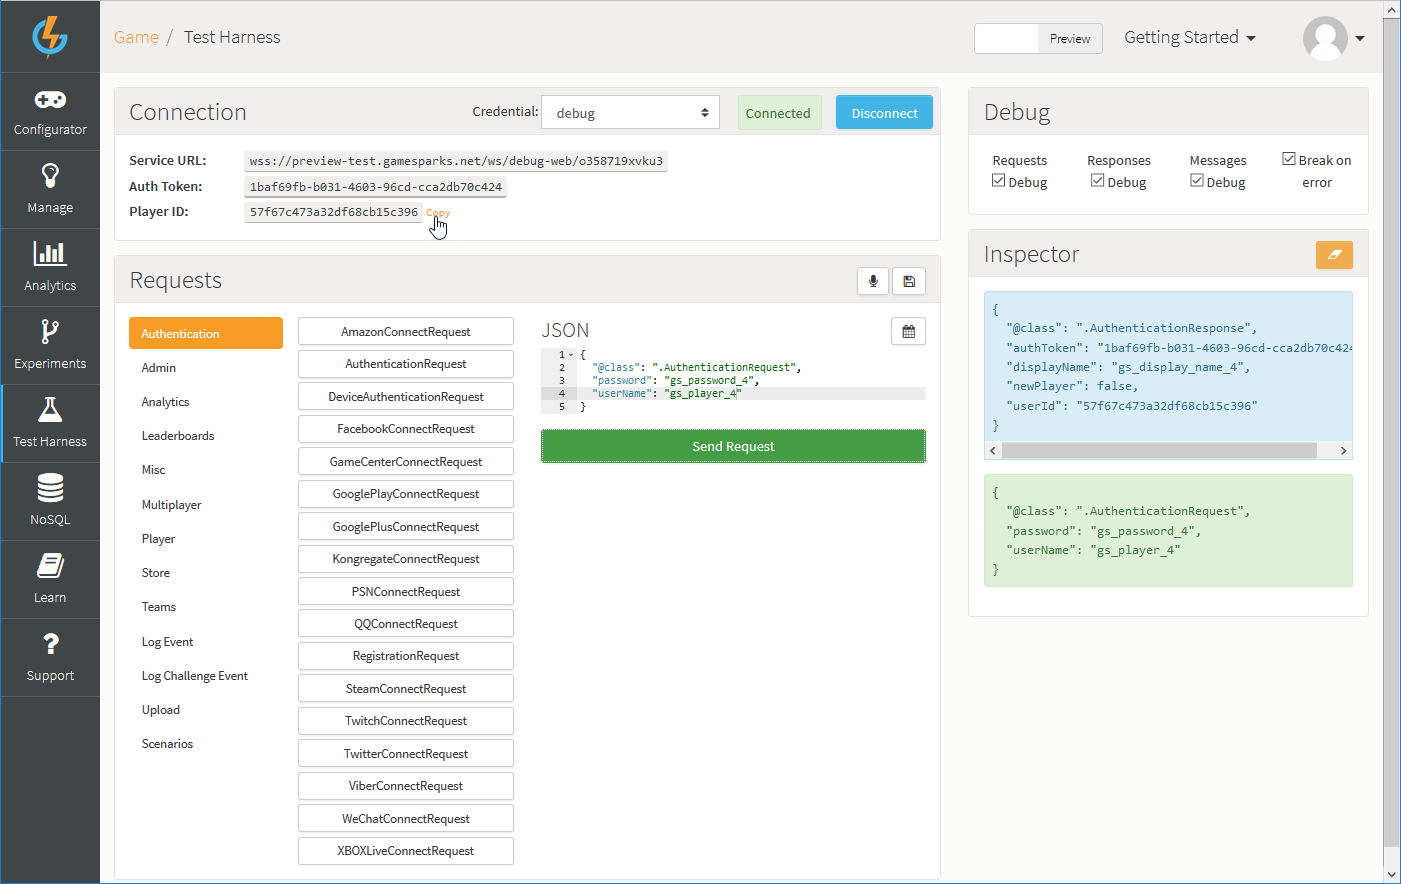 Game / Test Harness
Preview
Getting Started
Configurator
Manage
Analytics
Experiments
Test Harness
NoSQL
Learn
? Support
Connection
Credential: debug
Connected
Disconnect
Service URL: wss://preview-test.gamesparks.net/ws/debug-web/o358719xvku3
Auth Token: 1baf69fb-b031-4603-96cd-cca2db70c424
Player ID: 57f67c473a32df68cb15c396 Copy
Requests
Authentication
Admin
Analytics
Leaderboards
Misc
Multiplayer
Player
Store
Teams
Log Event
Log Challenge Event
Upload
Scenarios
AmazonConnectRequest
AuthenticationRequest
DeviceAuthenticationRequest
FacebookConnectRequest
GameCenterConnectRequest
GooglePlayConnectRequest
GooglePlusConnectRequest
KongregateConnectRequest
PSNConnectRequest
QQConnectRequest
RegistrationRequest
SteamConnectRequest
TwitchConnectRequest
TwitterConnectRequest
ViberConnectRequest
WeChatConnectRequest
XBOXLiveConnectRequest
JSON
1 {
2 "@class": ".AuthenticationRequest",
3 "password": "gs_password_4",
4 "userName": "gs_player_4"
5 }
Send Request
Debug
Requests
Debug
Responses
Debug
Messages
Debug
Break on
error
Inspector
{
"@class": ".AuthenticationResponse",
"authToken": "1baf69fb-b031-4603-96cd-cca2db70c424
"displayName": "gs_display_name_4",
"newPlayer": false,
"userId": "57f67c473a32df68cb15c396"
}
{
"@class": ".AuthenticationRequest",
"password": "gs_password_4",
"userName": "gs_player_4"
}